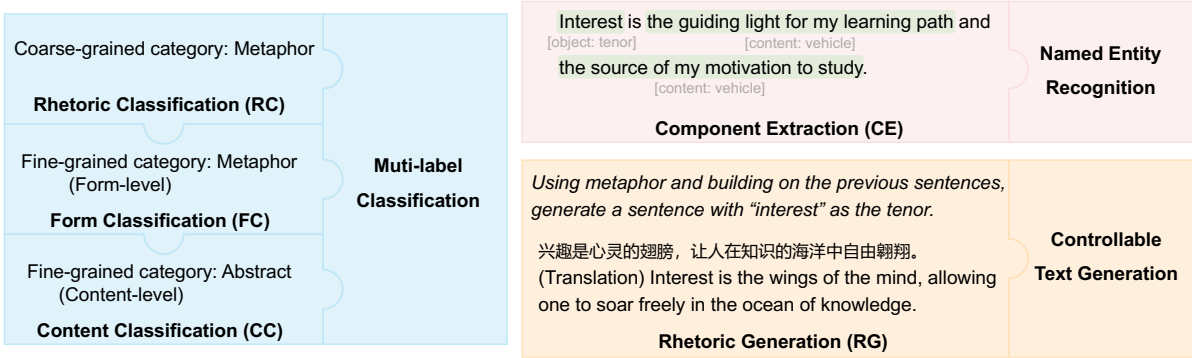 Coarse-grained category: Metaphor
Rhetoric Classification (RC)
Fine-grained category: Metaphor
(Form-level)
Form Classification (FC)
Fine-grained category: Abstract
(Content-level)
Content Classification (CC)
Muti-label
Classification
Interest is the guiding light for my learning path and
[object: tenor] [content: vehicle]
the source of my motivation to study.
[content: vehicle]
Component Extraction (CE)
Named Entity
Recognition
Using metaphor and building on the previous sentences,
generate a sentence with “interest” as the tenor.
兴趣是心灵的翅膀，让人在知识的海洋中自由翱翔。
(Translation) Interest is the wings of the mind, allowing
one to soar freely in the ocean of knowledge.
Rhetoric Generation (RG)
Controllable
Text Generation